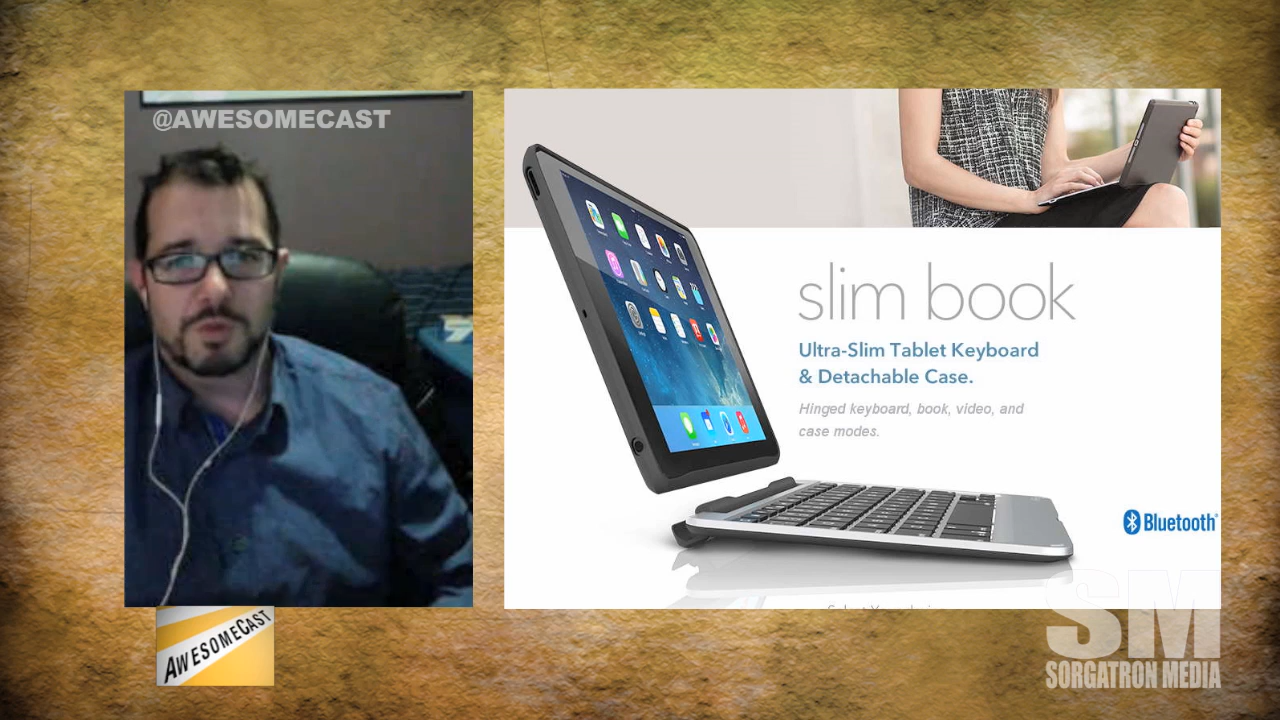 @AWESOMECAST
slim book
Ultra-Slim Tablet Keyboard
& Detachable Case.
Hinged keyboard, book, video, and
case modes.
Bluetooth®
AWESOMECAST
SM
SORGATRON MEDIA